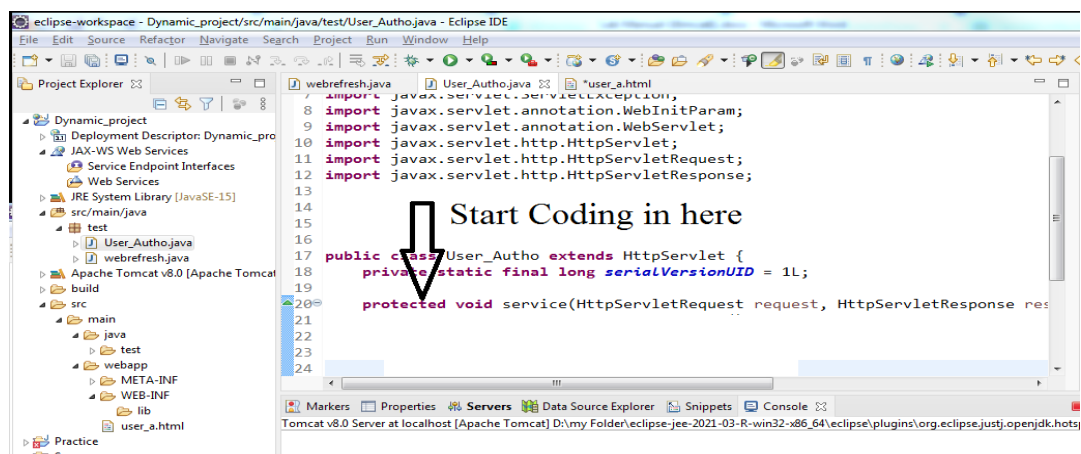 eclipse-workspace - Dynamic_project/src/main/java/test/User_Autho.java - Eclipse IDE
File Edit Source Refactor Navigate Search Project Run Window Help
Project Explorer
Dynamic_project
Deployment Descriptor: Dynamic_pro
JAX-WS Web Services
Service Endpoint Interfaces
Web Services
JRE System Library [JavaSE-15]
src/main/java
test
User_Autho.java
webrefresh.java
Apache Tomcat v8.0 [Apache Tomcat
build
src
main
java
test
webapp
META-INF
WEB-INF
lib
user_a.html
Practice
webrefresh.java User_Autho.java *user_a.html
7 import javax.servlet.ServletException;
8 import javax.servlet.annotation.WebInitParam;
9 import javax.servlet.annotation.WebServlet;
10 import javax.servlet.http.HttpServlet;
11 import javax.servlet.http.HttpServletRequest;
12 import javax.servlet.http.HttpServletResponse;
13
14
Start Coding in here
15
16
17 public class User_Autho extends HttpServlet {
18 private static final long serialVersionUID = 1L;
19
20 protected void service(HttpServletRequest request, HttpServletResponse res
21
22
23
24
Markers Properties Servers Data Source Explorer Snippets Console
Tomcat v8.0 Server at localhost [Apache Tomcat] D:\my Folder\eclipse-jee-2021-03-R-win32-x86_64\eclipse\plugins\org.eclipse.justj.openjdk.hotsp